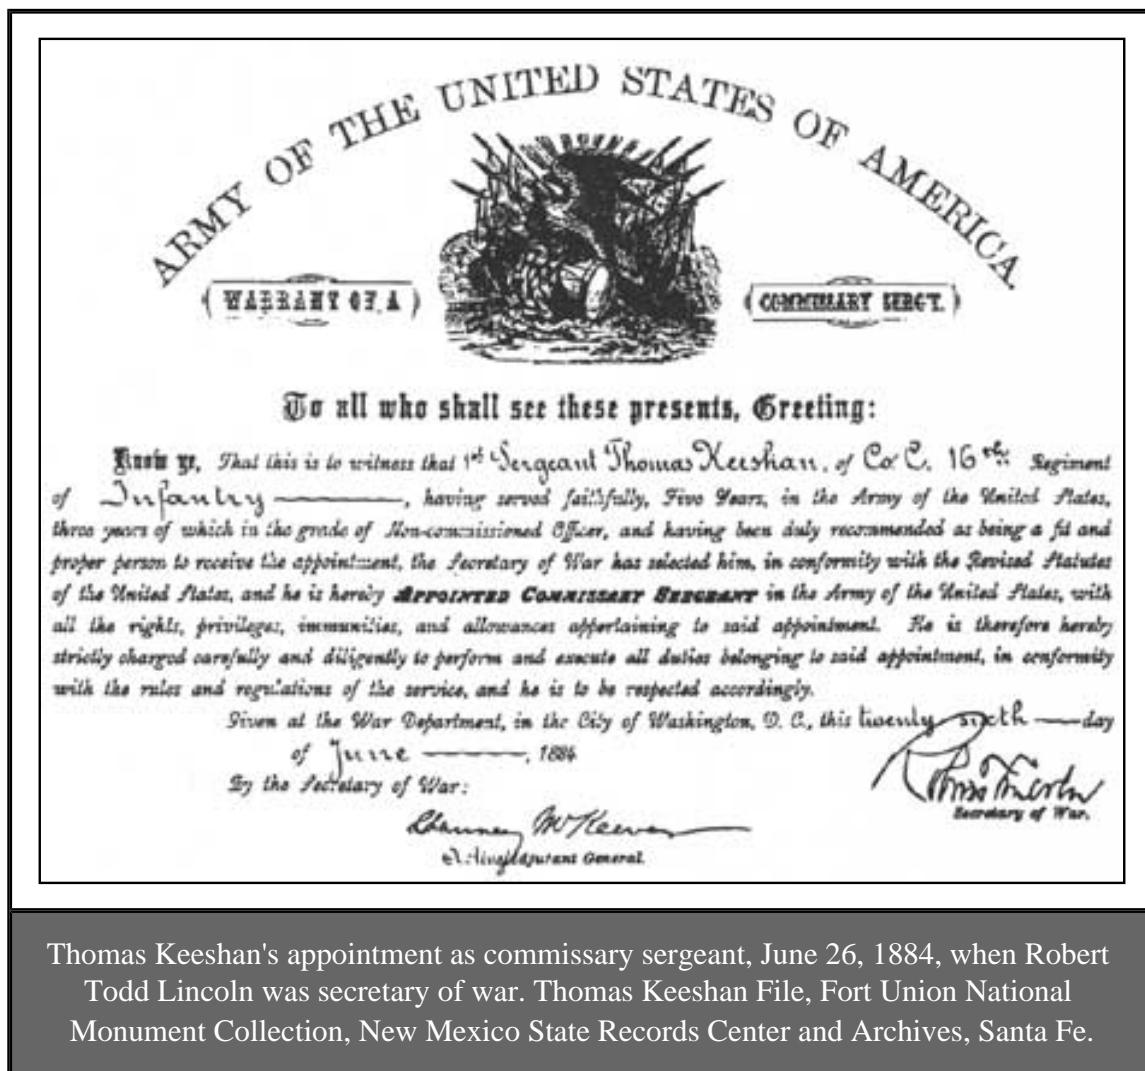 ARMY OF THE UNITED STATES OF AMERICA.
WARRANT OF A
COMMISSARY SERG'T.
To all who shall see these presents, Greeting:
Know ye, That this is to witness that 1st Sergeant Thomas Keeshan, of Co. C, 16th Regiment
of Infantry, having served faithfully, Five Years, in the Army of the United States,
three years of which in the grade of Non-commissioned Officer, and having been duly recommended as being a fit and
proper person to receive the appointment, the Secretary of War has selected him, in conformity with the Revised Statutes
of the United States, and he is hereby APPOINTED COMMISSARY SERGEANT in the Army of the United States, with
all the rights, privileges, immunities, and allowances appertaining to said appointment. He is therefore hereby
strictly charged carefully and diligently to perform and execute all duties belonging to said appointment, in conformity
with the rules and regulations of the service, and he is to be respected accordingly.
Given at the War Department, in the City of Washington, D. C., this twenty sixth day
of June, 1884
By the Secretary of War:
Robert T Lincoln
Secretary of War.
Chauncey McKeever
Acting Adjutant General.
Thomas Keeshan's appointment as commissary sergeant, June 26, 1884, when Robert
Todd Lincoln was secretary of war. Thomas Keeshan File, Fort Union National
Monument Collection, New Mexico State Records Center and Archives, Santa Fe.